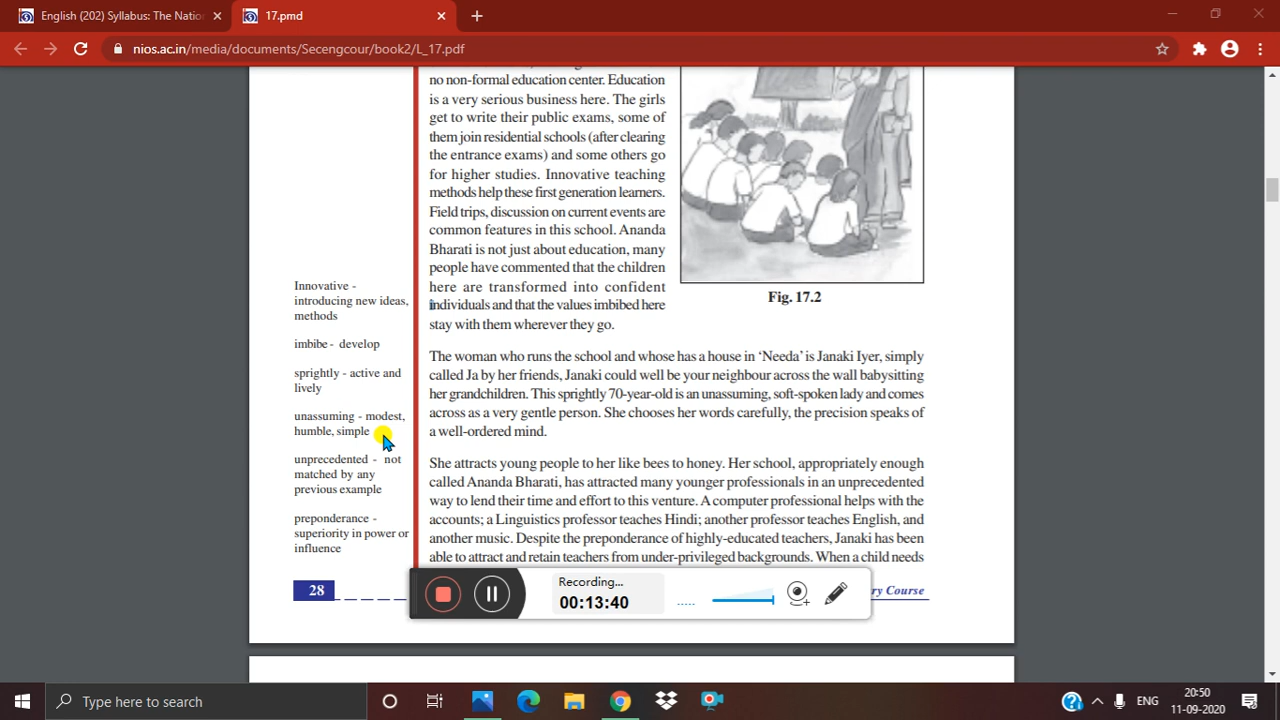 English (202) Syllabus: The Natio
17.pmd
nios.ac.in/media/documents/Secengcour/book2/L_17.pdf
no non-formal education center. Education
is a very serious business here. The girls
get to write their public exams, some of
them join residential schools (after clearing
the entrance exams) and some others go
for higher studies. Innovative teaching
methods help these first generation learners.
Field trips, discussion on current events are
common features in this school. Ananda
Bharati is not just about education, many
people have commented that the children
here are transformed into confident
individuals and that the values imbibed here
stay with them wherever they go.
Fig. 17.2
Innovative -
introducing new ideas,
methods
imbibe - develop
sprightly - active and
lively
unassuming - modest,
humble, simple
unprecedented - not
matched by any
previous example
preponderance -
superiority in power or
influence
The woman who runs the school and whose has a house in ‘Needa’ is Janaki Iyer, simply
called Ja by her friends, Janaki could well be your neighbour across the wall babysitting
her grandchildren. This sprightly 70-year-old is an unassuming, soft-spoken lady and comes
across as a very gentle person. She chooses her words carefully, the precision speaks of
a well-ordered mind.
She attracts young people to her like bees to honey. Her school, appropriately enough
called Ananda Bharati, has attracted many younger professionals in an unprecedented
way to lend their time and effort to this venture. A computer professional helps with the
accounts; a Linguistics professor teaches Hindi; another professor teaches English, and
another music. Despite the preponderance of highly-educated teachers, Janaki has been
able to attract and retain teachers from under-privileged backgrounds. When a child needs
28
ry Course
Recording...
00:13:40
Type here to search
ENG
20:50
11-09-2020